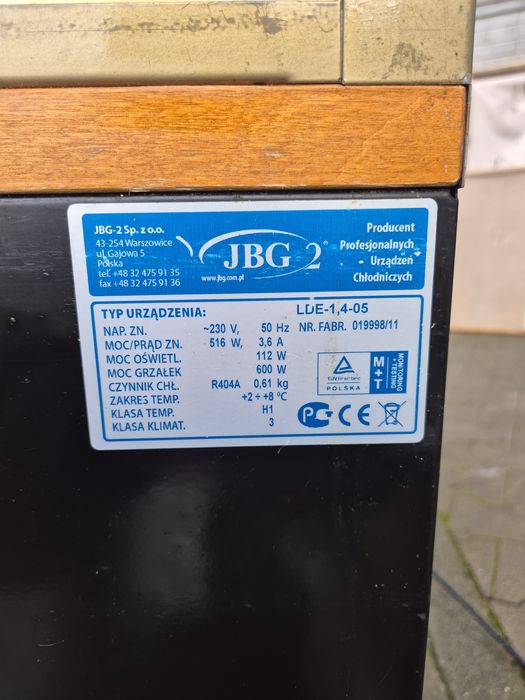 JBG-2 Sp. z o.o.
43-254 Warszowice
ul. Gajowa 5
Polska
tel. +48 32 475 91 35
fax +48 32 475 91 36
JBG 2®
www.jbg.com.pl
Producent
Profesjonalnych
Urządzeń
Chłodniczych
TYP URZĄDZENIA: LDE-1,4-05
NAP. ZN. ~230 V, 50 Hz NR. FABR. 019998/11
MOC/PRĄD ZN. 516 W, 3,6 A
MOC OŚWIETL. 112 W
MOC GRZAŁEK 600 W
CZYNNIK CHŁ. R404A 0,61 kg
ZAKRES TEMP. +2 ÷ +8 °C
KLASA TEMP. H1
KLASA KLIMAT. 3
POLSKA
M+T
MONITORING
+ TESTING
CE